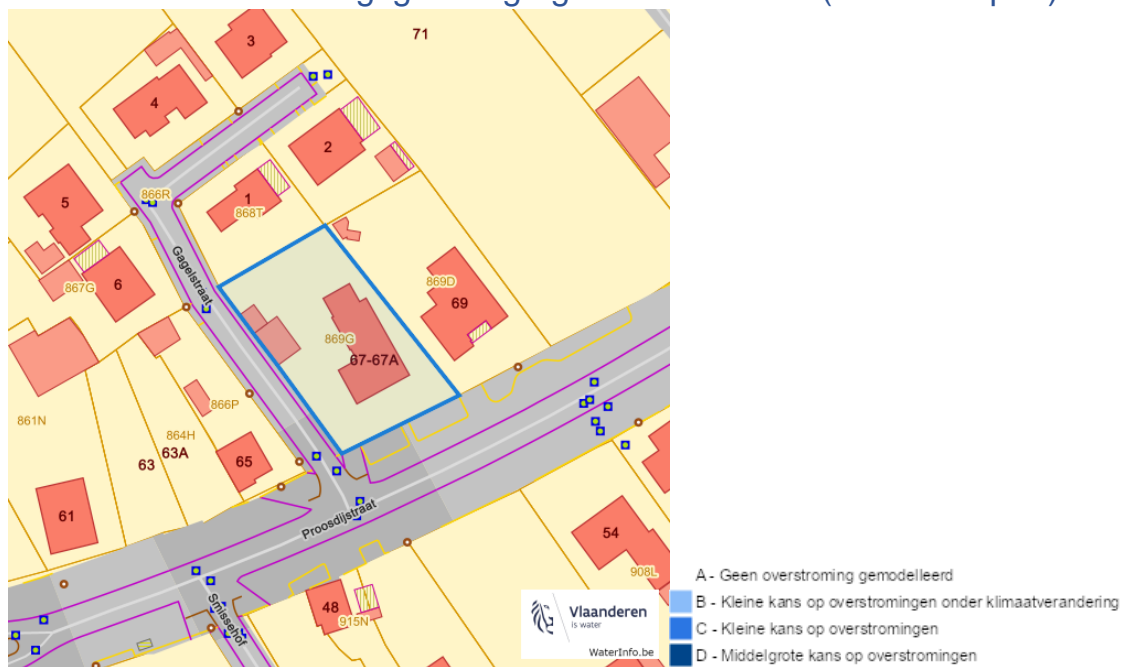 71
3
4
2
866R
1
868T
5
Gagelstraat
6
867G
869D
69
869G
67-67A
866P
861N
864H
63A
63
65
61
Proosdijstraat
54
908L
Smissehof
48
915N
Vlaanderen
is water
WaterInfo.be
A - Geen overstroming gemodelleerd
B - Kleine kans op overstromingen onder klimaatverandering
C - Kleine kans op overstromingen
D - Middelgrote kans op overstromingen